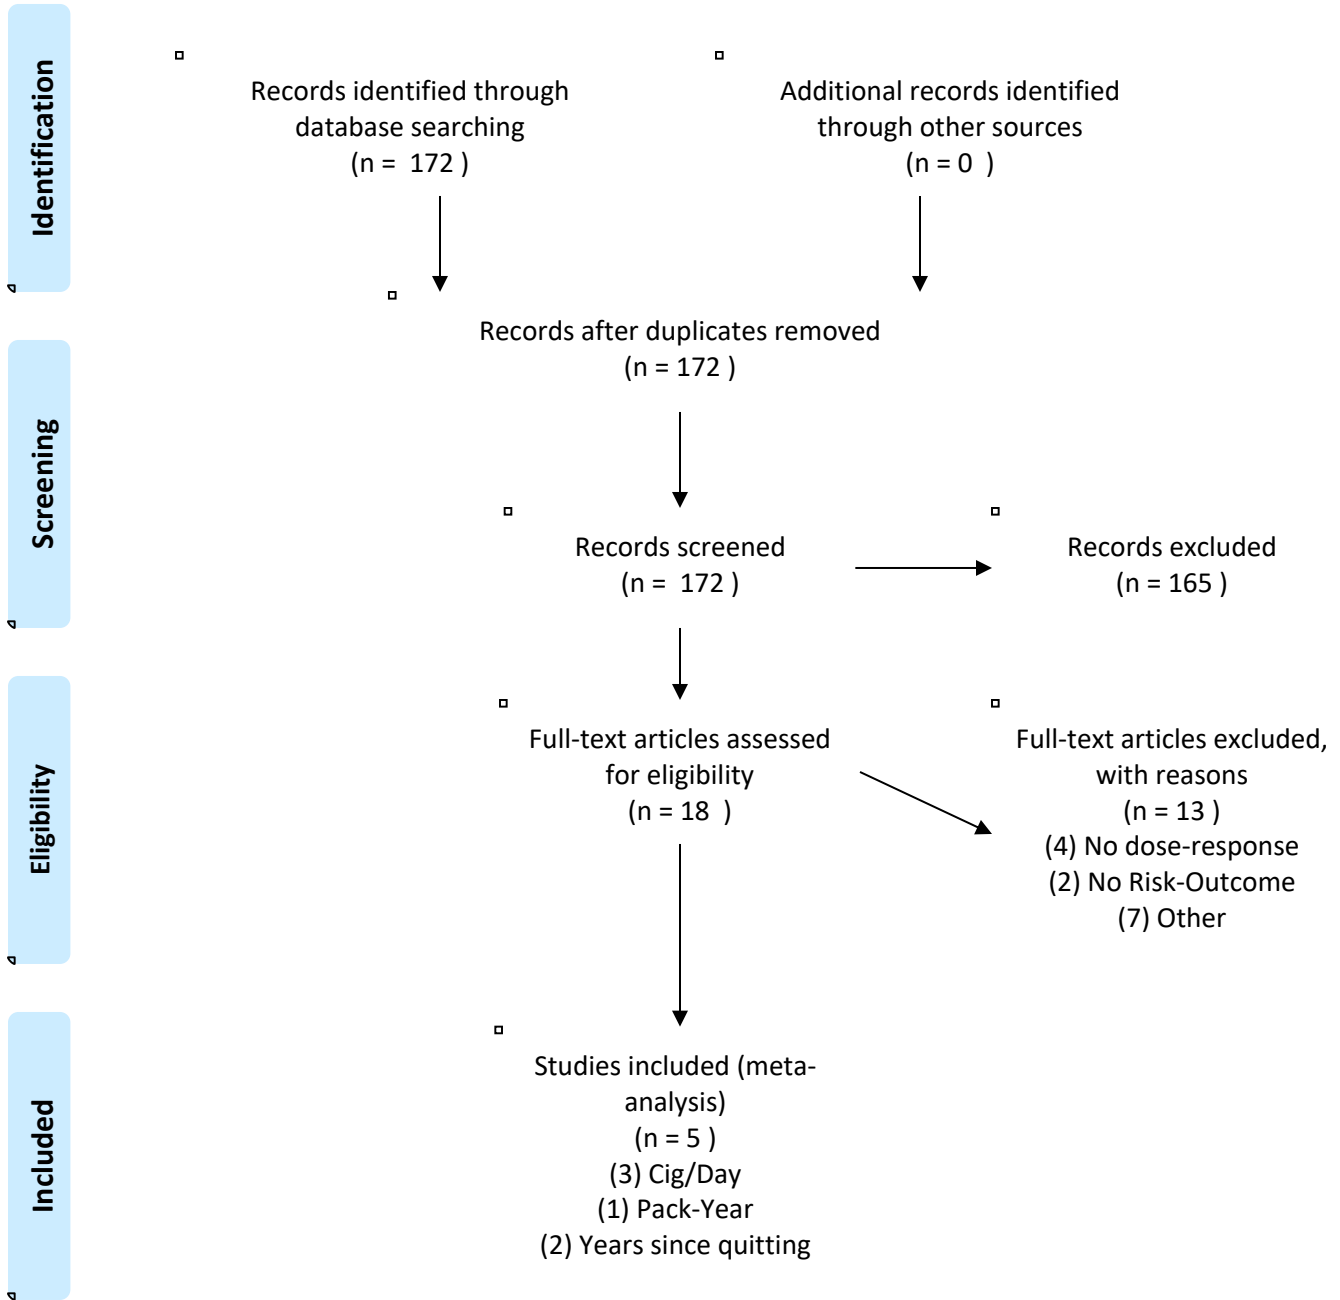 Identification
Records identified through
database searching
(n =  172 )
Additional records identified
through other sources
(n = 0  )
Records after duplicates removed
(n = 172 )
Screening
Records screened
(n =  172 )
Records excluded
(n = 165 )
Eligibility
Full-text articles assessed
for eligibility
(n = 18  )
Full-text articles excluded,
with reasons
(n = 13 )
(4) No dose-response
(2) No Risk-Outcome
(7) Other
Included
Studies included (meta-
analysis)
(n = 5 )
(3) Cig/Day
(1) Pack-Year
(2) Years since quitting